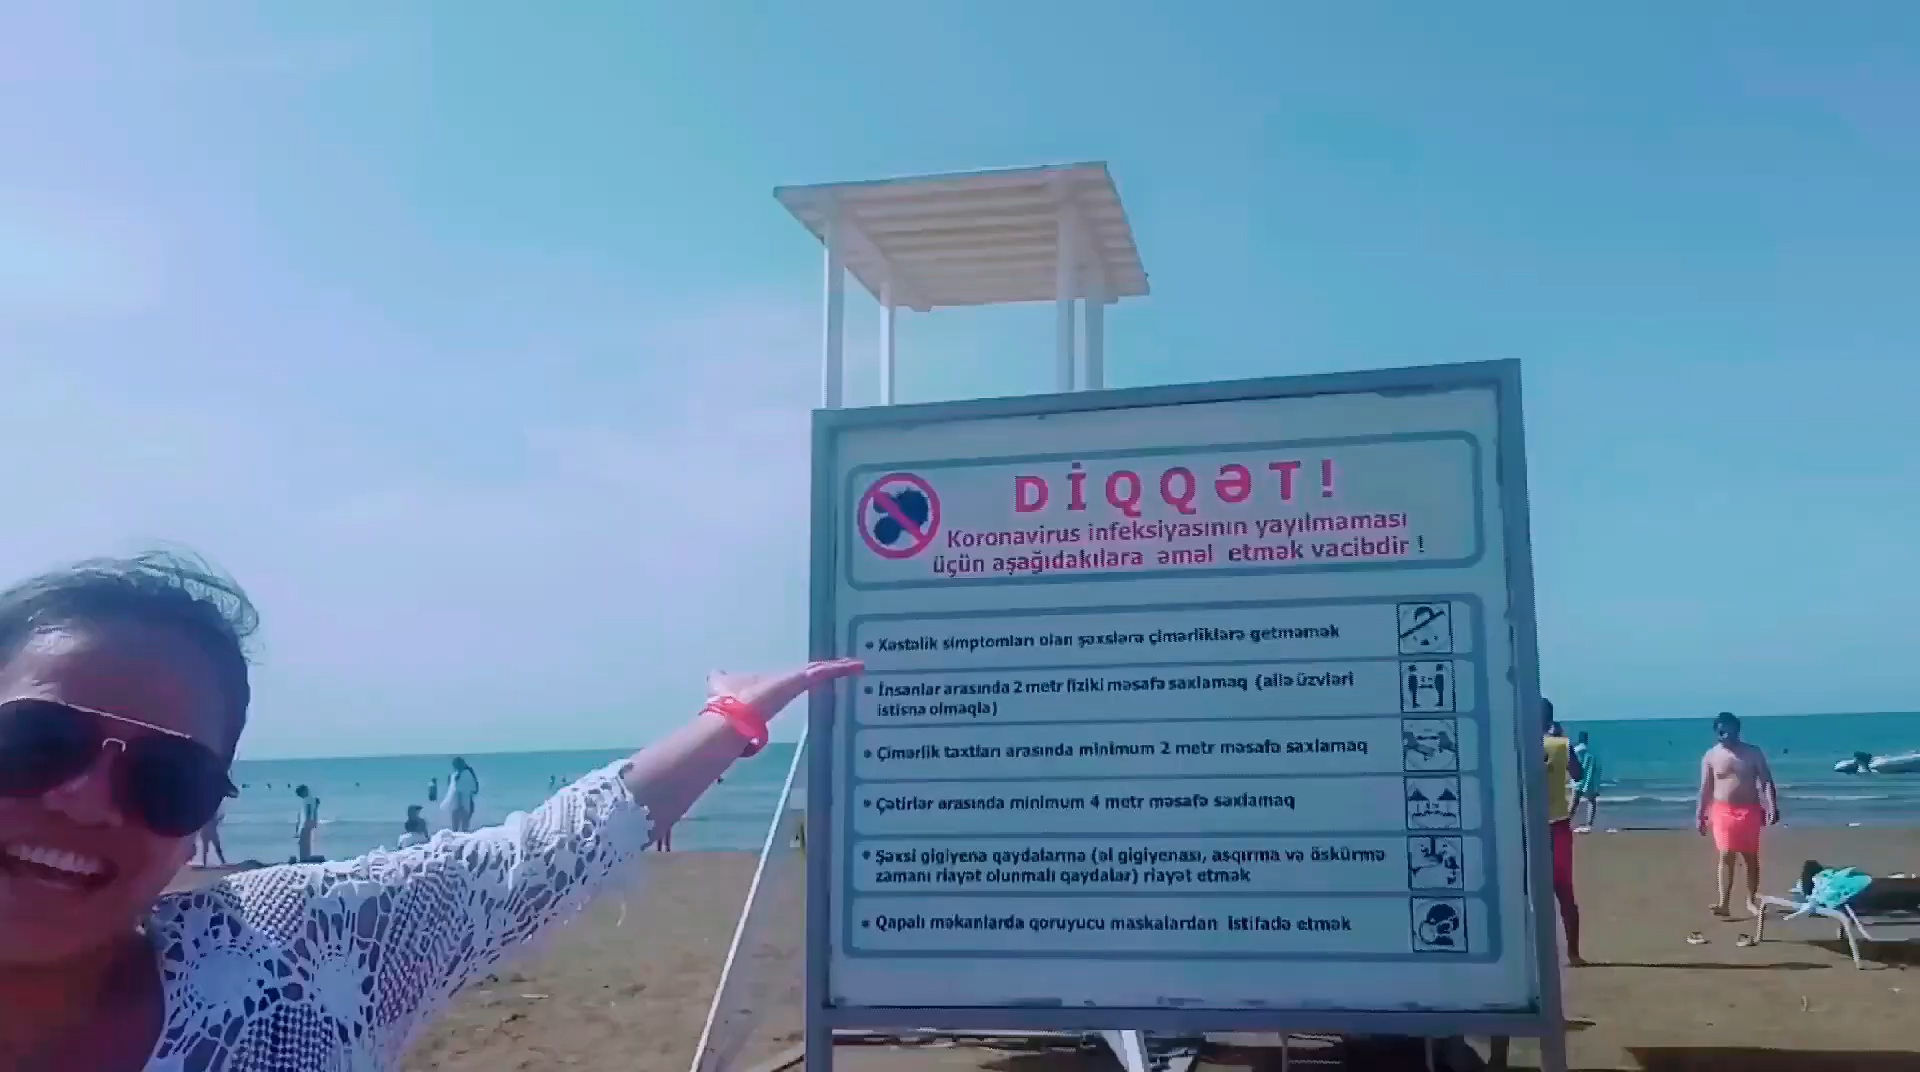 DİQQƏT!
Koronavirus infeksiyasının yayılmaması
üçün aşağıdakılara əməl etmək vacibdir !
• Xəstəlik simptomları olan şəxslərə çimərliklərə getməmək
• İnsanlar arasında 2 metr fiziki məsafə saxlamaq (ailə üzvləri
istisna olmaqla)
• Çimərlik taxtları arasında minimum 2 metr məsafə saxlamaq
• Çətirlər arasında minimum 4 metr məsafə saxlamaq
• Şəxsi gigiyena qaydalarına (əl gigiyenası, asqırma və öskürmə
zamanı riayət olunmalı qaydalar) riayət etmək
• Qapalı məkanlarda qoruyucu maskalardan istifadə etmək